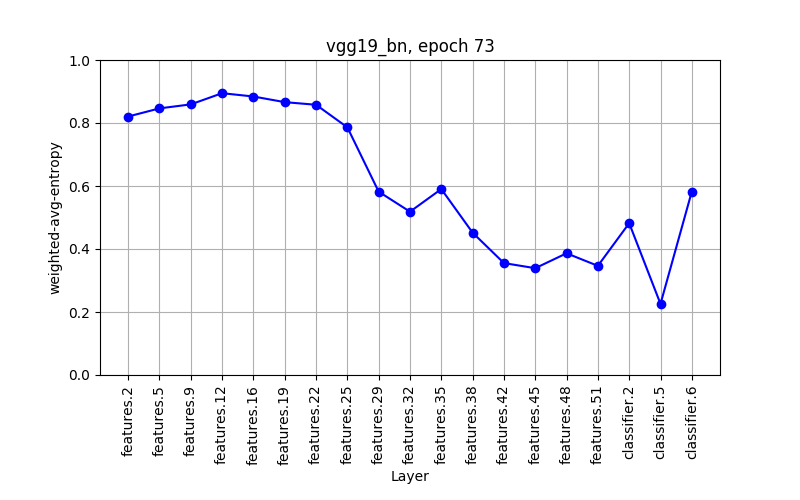 vgg19_bn, epoch 73
weighted-avg-entropy
1.0
0.8
0.6
0.4
0.2
0.0
features.2
features.5
features.9
features.12
features.16
features.19
features.22
features.25
features.29
features.32
features.35
features.38
features.42
features.45
features.48
features.51
classifier.2
classifier.5
classifier.6
Layer